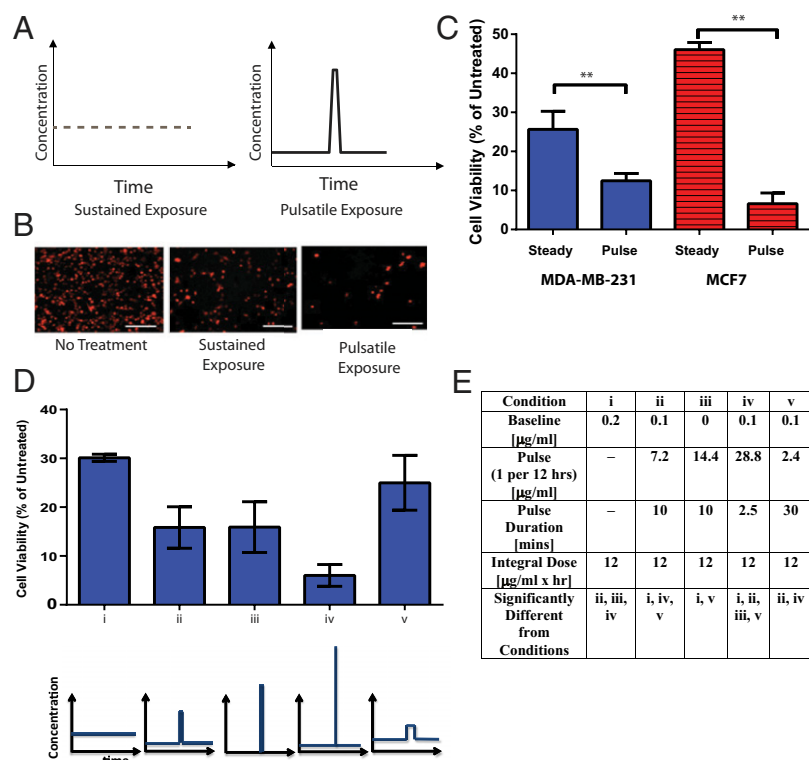 A
Concentration
Time
Sustained Exposure
Concentration
Time
Pulsatile Exposure
B
No Treatment
Sustained
Exposure
Pulsatile
Exposure
C
Cell Viability (% of Untreated)
50
40
30
20
10
0
**
**
Steady
Pulse
Steady
Pulse
MDA-MB-231
MCF7
D
Cell Viability (% of Untreated)
40
30
20
10
0
i
ii
iii
iv
v
Concentration
time
E
Condition i ii iii iv v
Baseline 0.2 0.1 0 0.1 0.1
[µg/ml]
Pulse – 7.2 14.4 28.8 2.4
(1 per 12 hrs)
[µg/ml]
Pulse – 10 10 2.5 30
Duration
[mins]
Integral Dose 12 12 12 12 12
[µg/ml x hr]
Significantly ii, iii, i, iv, i, v i, ii, ii, iv
Different iv v iii, v
from
Conditions